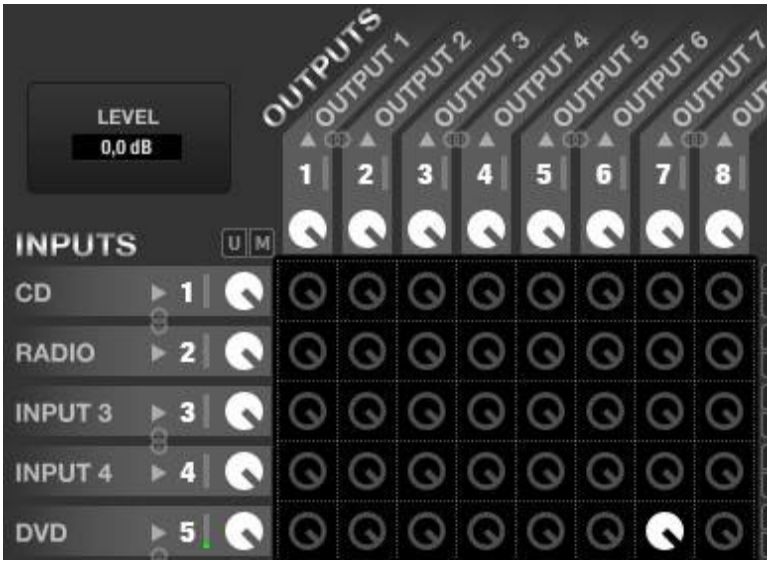 OUTPUTS
OUTPUT 1
OUTPUT 2
OUTPUT 3
OUTPUT 4
OUTPUT 5
OUTPUT 6
OUTPUT 7
OUT
LEVEL
0,0 dB
1 2 3 4 5 6 7 8
INPUTS U M
CD 1
RADIO 2
INPUT 3 3
INPUT 4 4
DVD 5